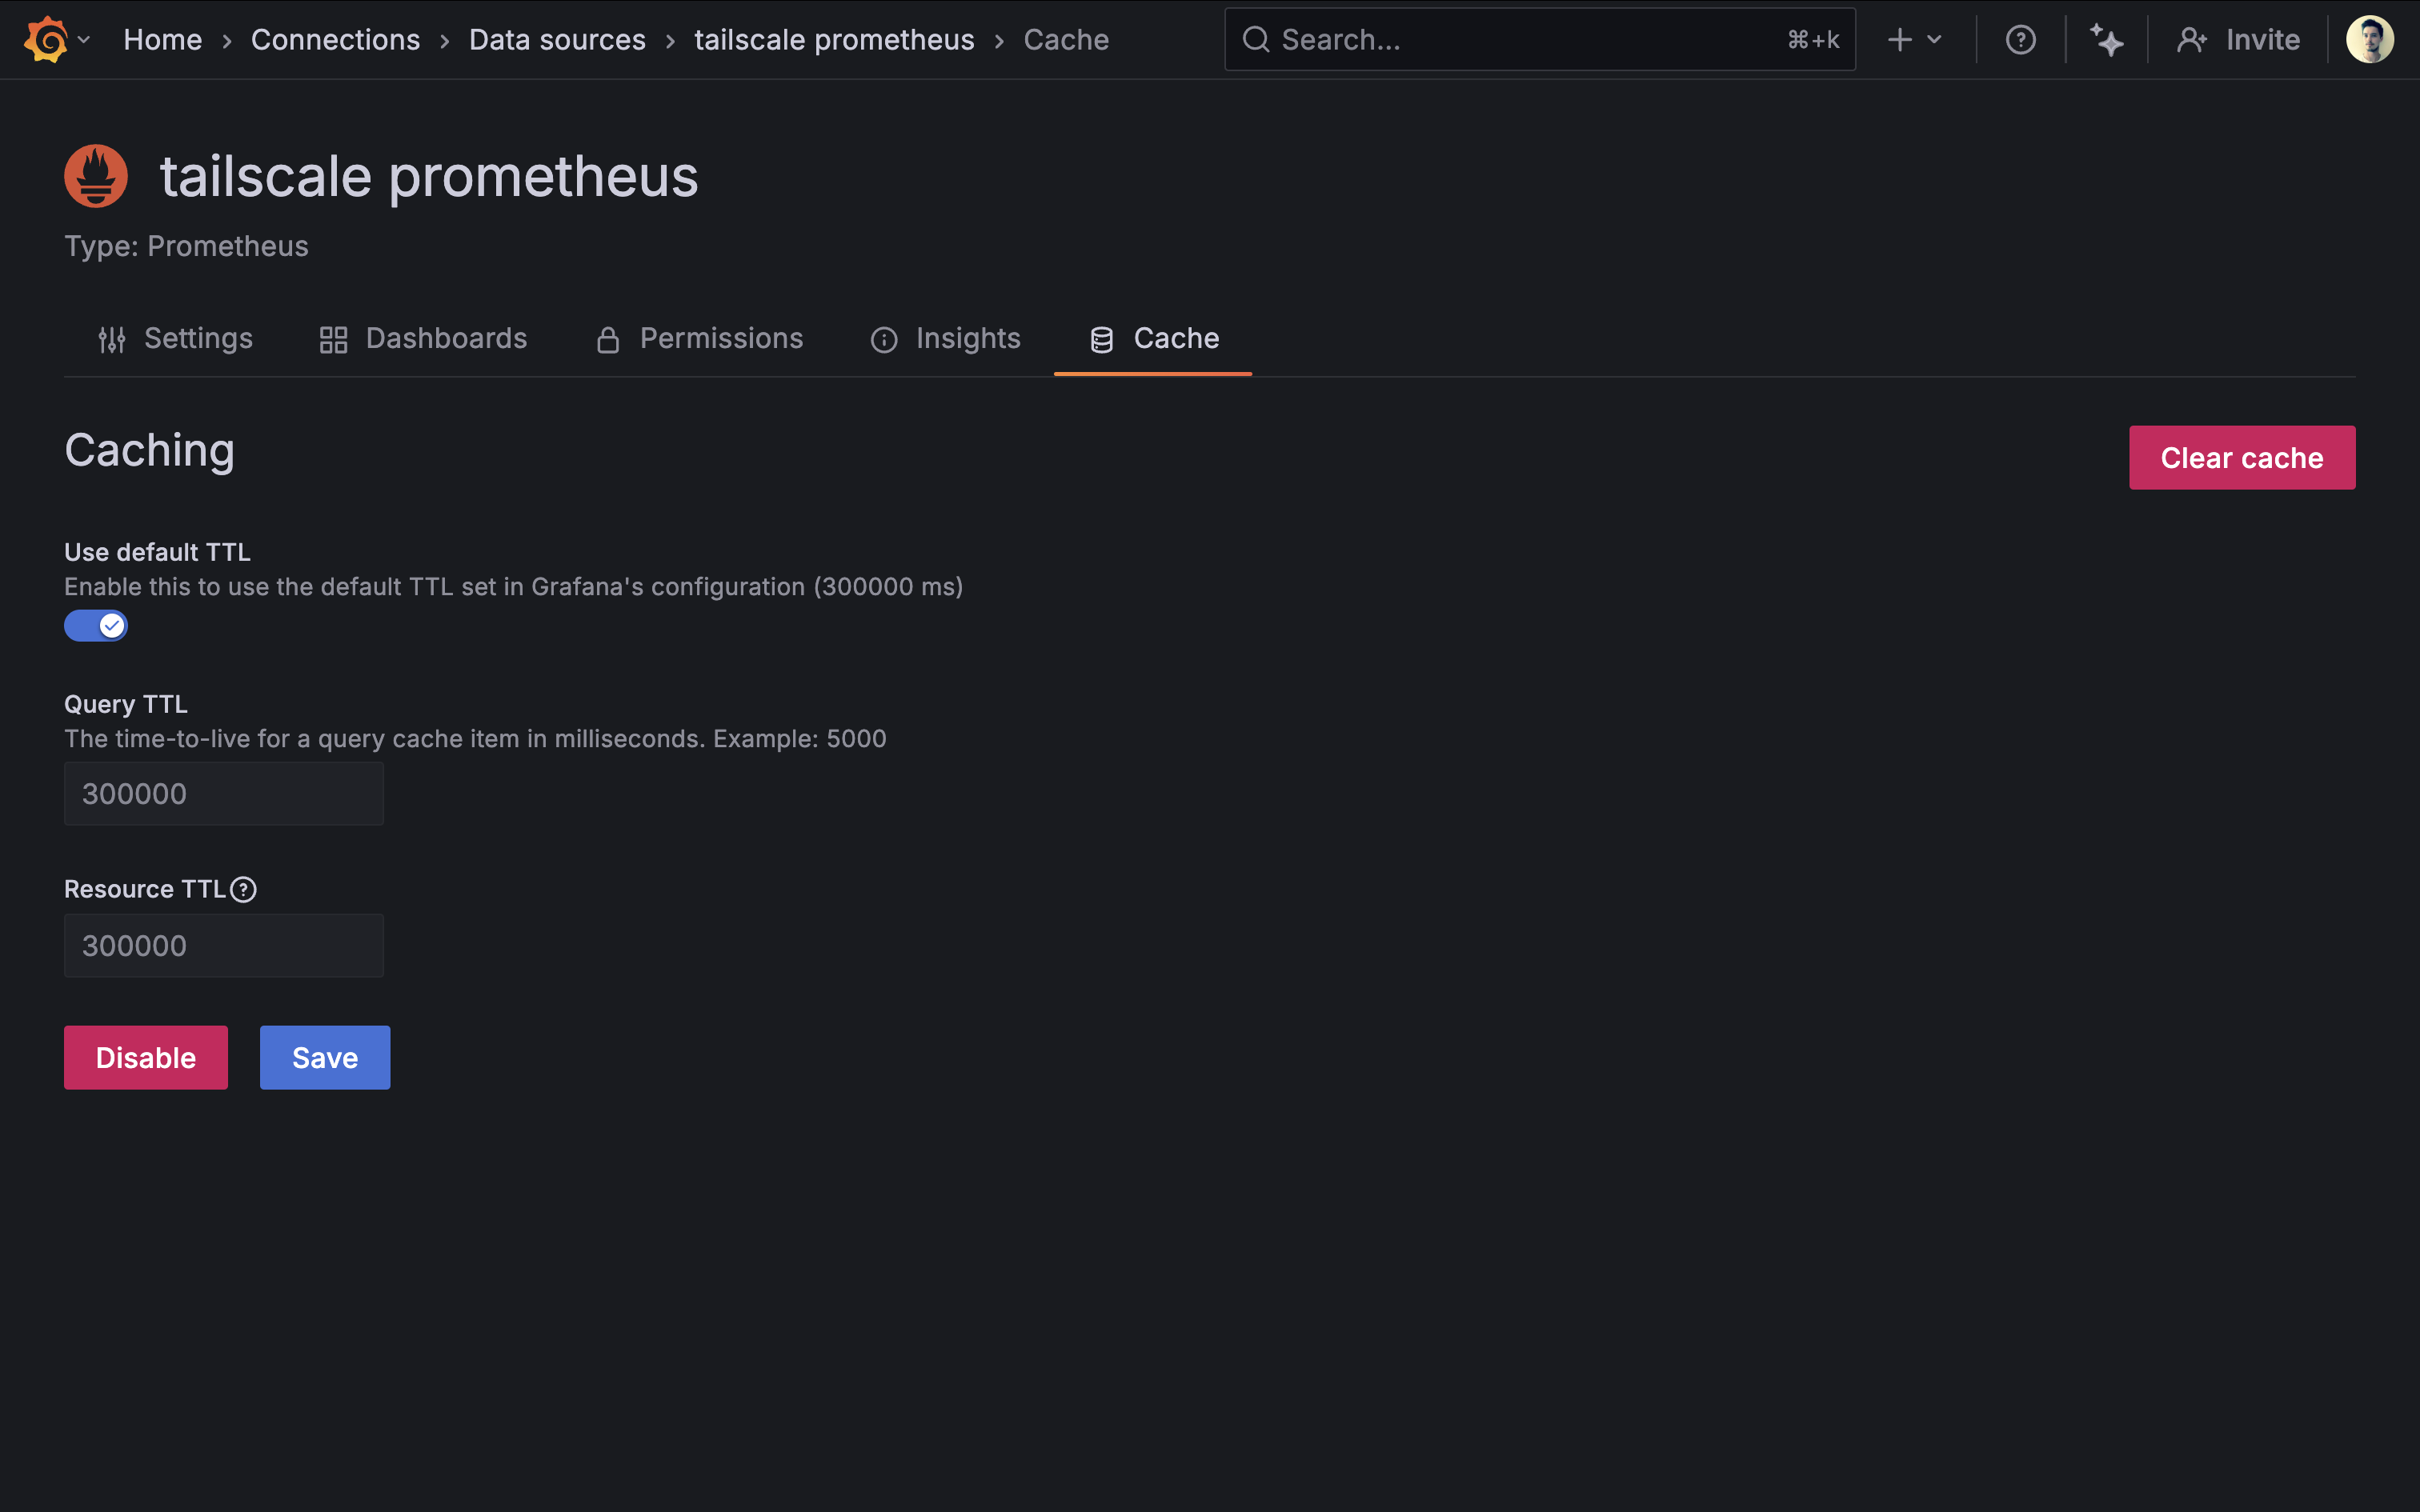 Home › Connections › Data sources › tailscale prometheus › Cache
Search...
⌘+k
Invite
tailscale prometheus
Type: Prometheus
Settings
Dashboards
Permissions
Insights
Cache
Caching
Clear cache
Use default TTL
Enable this to use the default TTL set in Grafana's configuration (300000 ms)
Query TTL
The time-to-live for a query cache item in milliseconds. Example: 5000
300000
Resource TTL
300000
Disable
Save